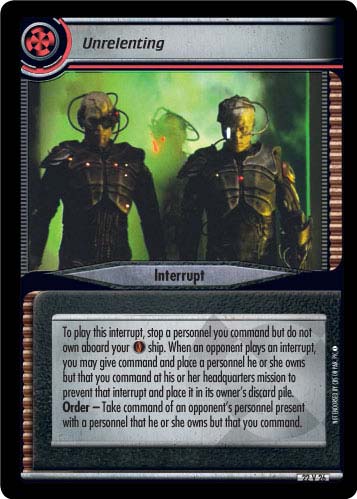 Unrelenting
Interrupt
To play this interrupt, stop a personnel you command but do not
own aboard your ship. When an opponent plays an interrupt,
you may give command and place a personnel he or she owns
but that you command at his or her headquarters mission to
prevent that interrupt and place it in its owner's discard pile.
Order – Take command of an opponent's personnel present
with a personnel that he or she owns but that you command.
22 V 26